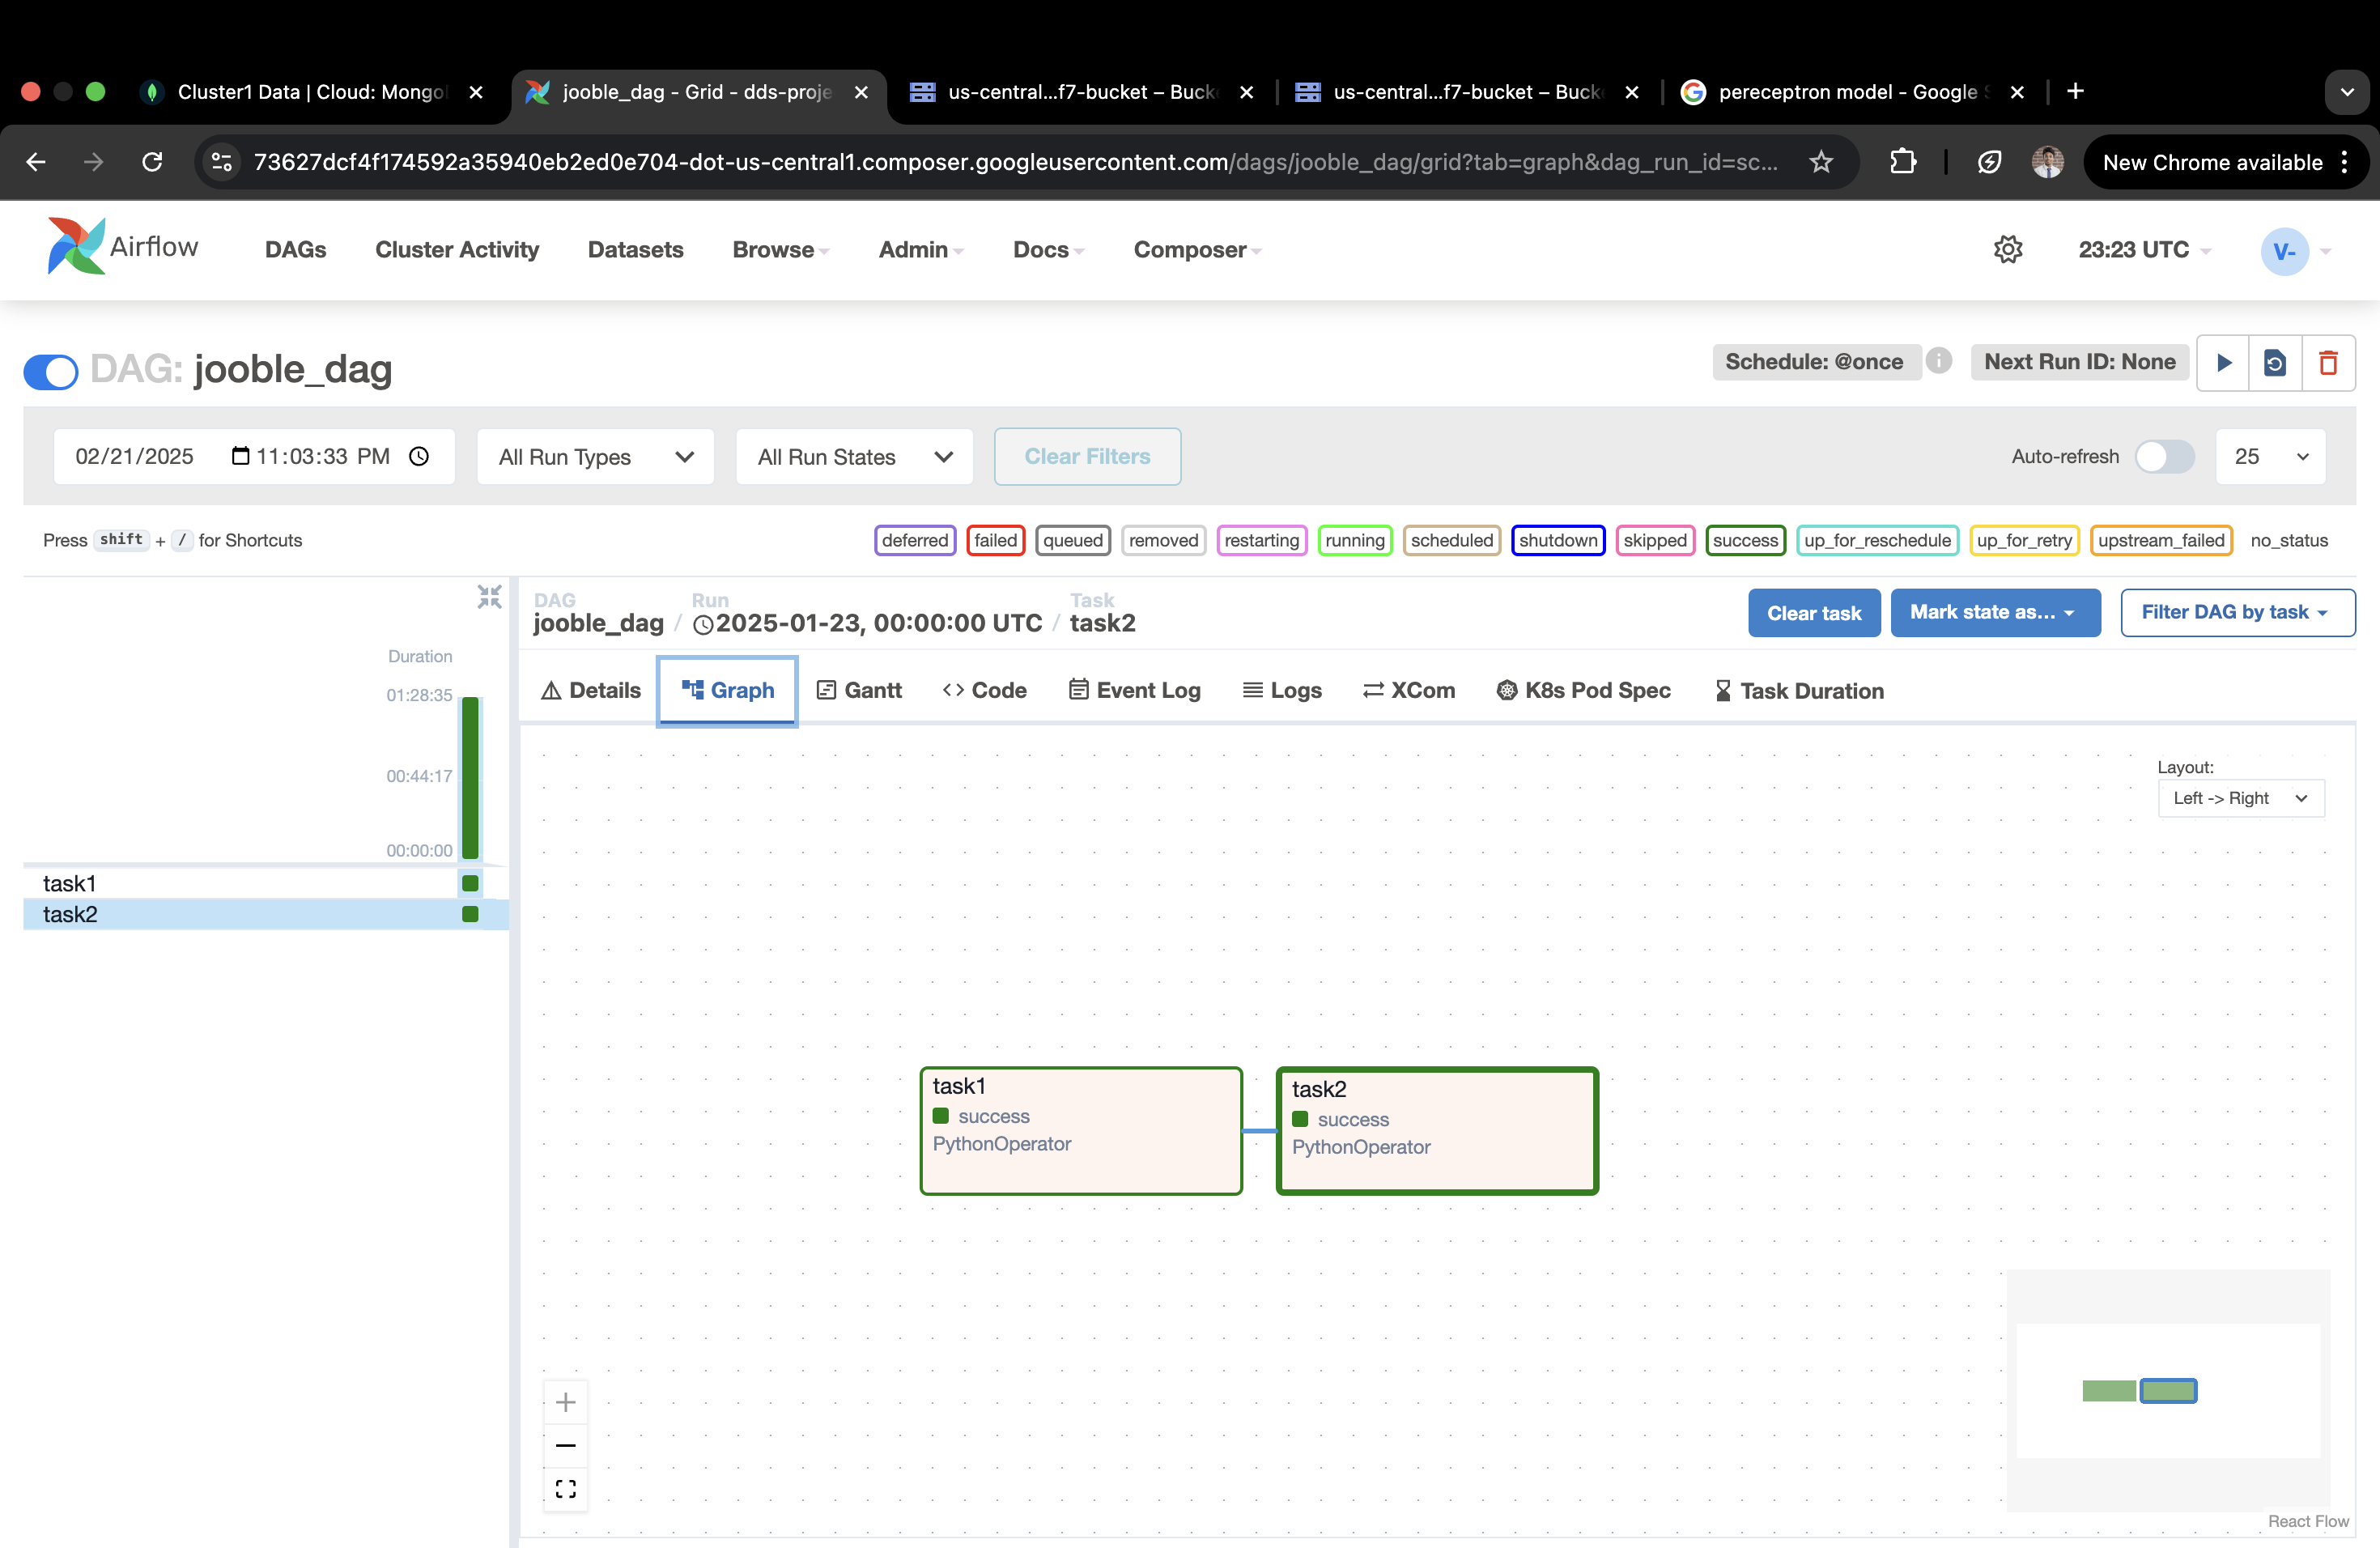 Cluster1 Data | Cloud: Mongo
jooble_dag - Grid - dds-proje
us-central...f7-bucket – Buck
us-central...f7-bucket – Buck
pereceptron model - Google S
73627dcf4f174592a35940eb2ed0e704-dot-us-central1.composer.googleusercontent.com/dags/jooble_dag/grid?tab=graph&dag_run_id=sc...
New Chrome available
Airflow
DAGs
Cluster Activity
Datasets
Browse
Admin
Docs
Composer
23:23 UTC
V-
DAG: jooble_dag
Schedule: @once
Next Run ID: None
02/21/2025 11:03:33 PM
All Run Types
All Run States
Clear Filters
Auto-refresh
25
Press shift + / for Shortcuts
deferred
failed
queued
removed
restarting
running
scheduled
shutdown
skipped
success
up_for_reschedule
up_for_retry
upstream_failed
no_status
DAG
jooble_dag
/
Run
2025-01-23, 00:00:00 UTC
/
Task
task2
Clear task
Mark state as...
Filter DAG by task
Duration
01:28:35
00:44:17
00:00:00
task1
task2
Details
Graph
Gantt
Code
Event Log
Logs
XCom
K8s Pod Spec
Task Duration
Layout:
Left -> Right
task1
success
PythonOperator
task2
success
PythonOperator
React Flow